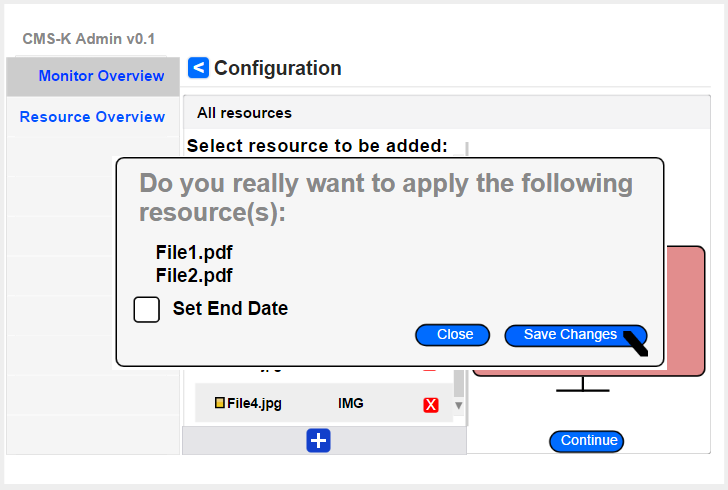 CMS-K Admin v0.1
Monitor Overview
Resource Overview
< Configuration
All resources
Select resource to be added:
Do you really want to apply the following
resource(s):
File1.pdf
File2.pdf
Set End Date
Close
Save Changes
File4.jpg IMG X
+
Continue